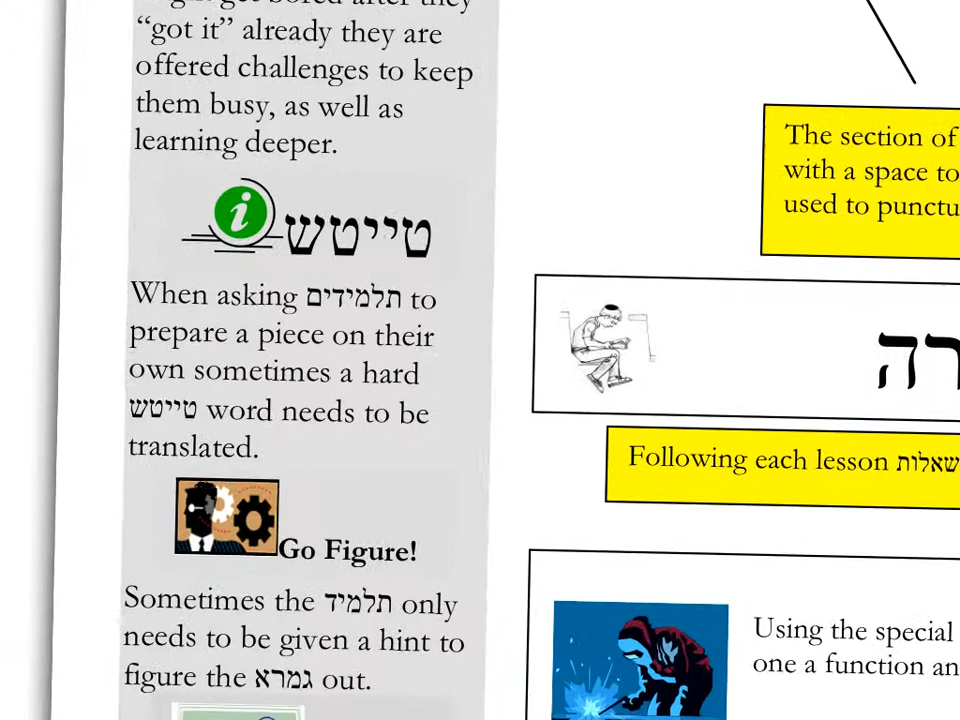 “got it” already they are
offered challenges to keep
them busy, as well as
learning deeper.
טייטש
When asking תלמידים to
prepare a piece on their
own sometimes a hard
טייטש word needs to be
translated.
Go Figure!
Sometimes the תלמיד only
needs to be given a hint to
figure the גמרא out.
The section of
with a space to
used to punctu
רה
Following each lesson שאלות
Using the special
one a function an